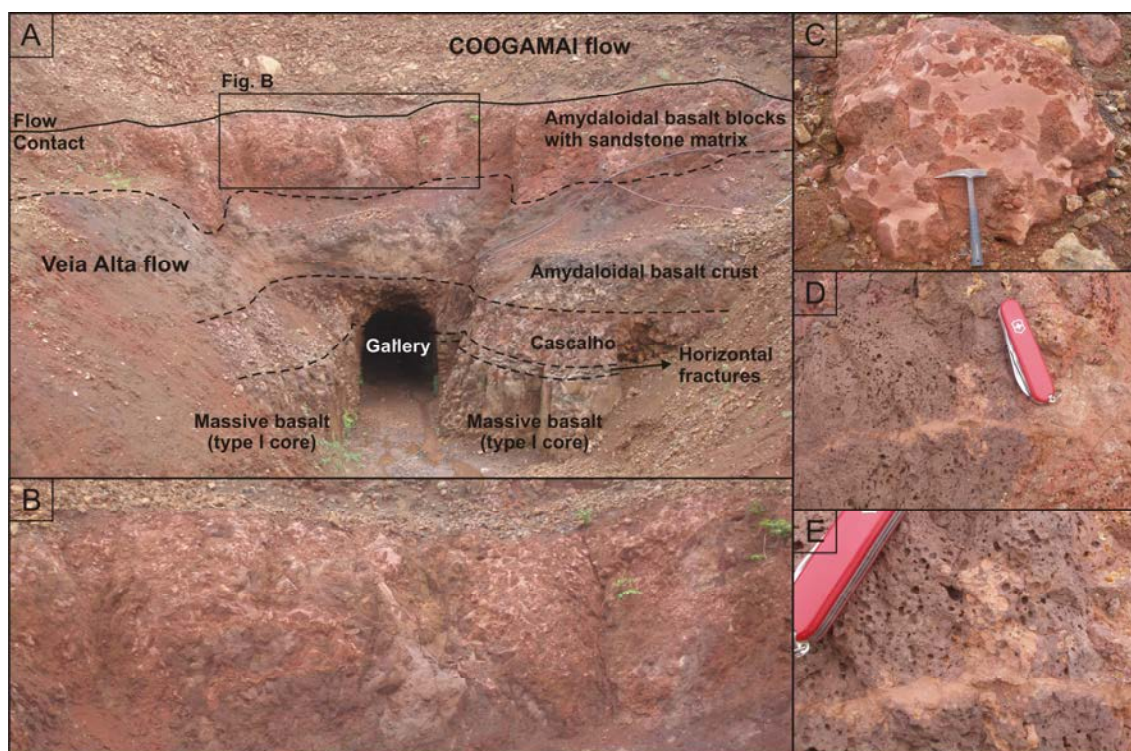 A
COOGAMAI flow
Fig. B
Flow
Contact
Amydaloidal basalt blocks
with sandstone matrix
Veia Alta flow
Amydaloidal basalt crust
Gallery
Cascalho
Horizontal
fractures
Massive basalt
(type I core)
Massive basalt
(type I core)
B
C
D
E